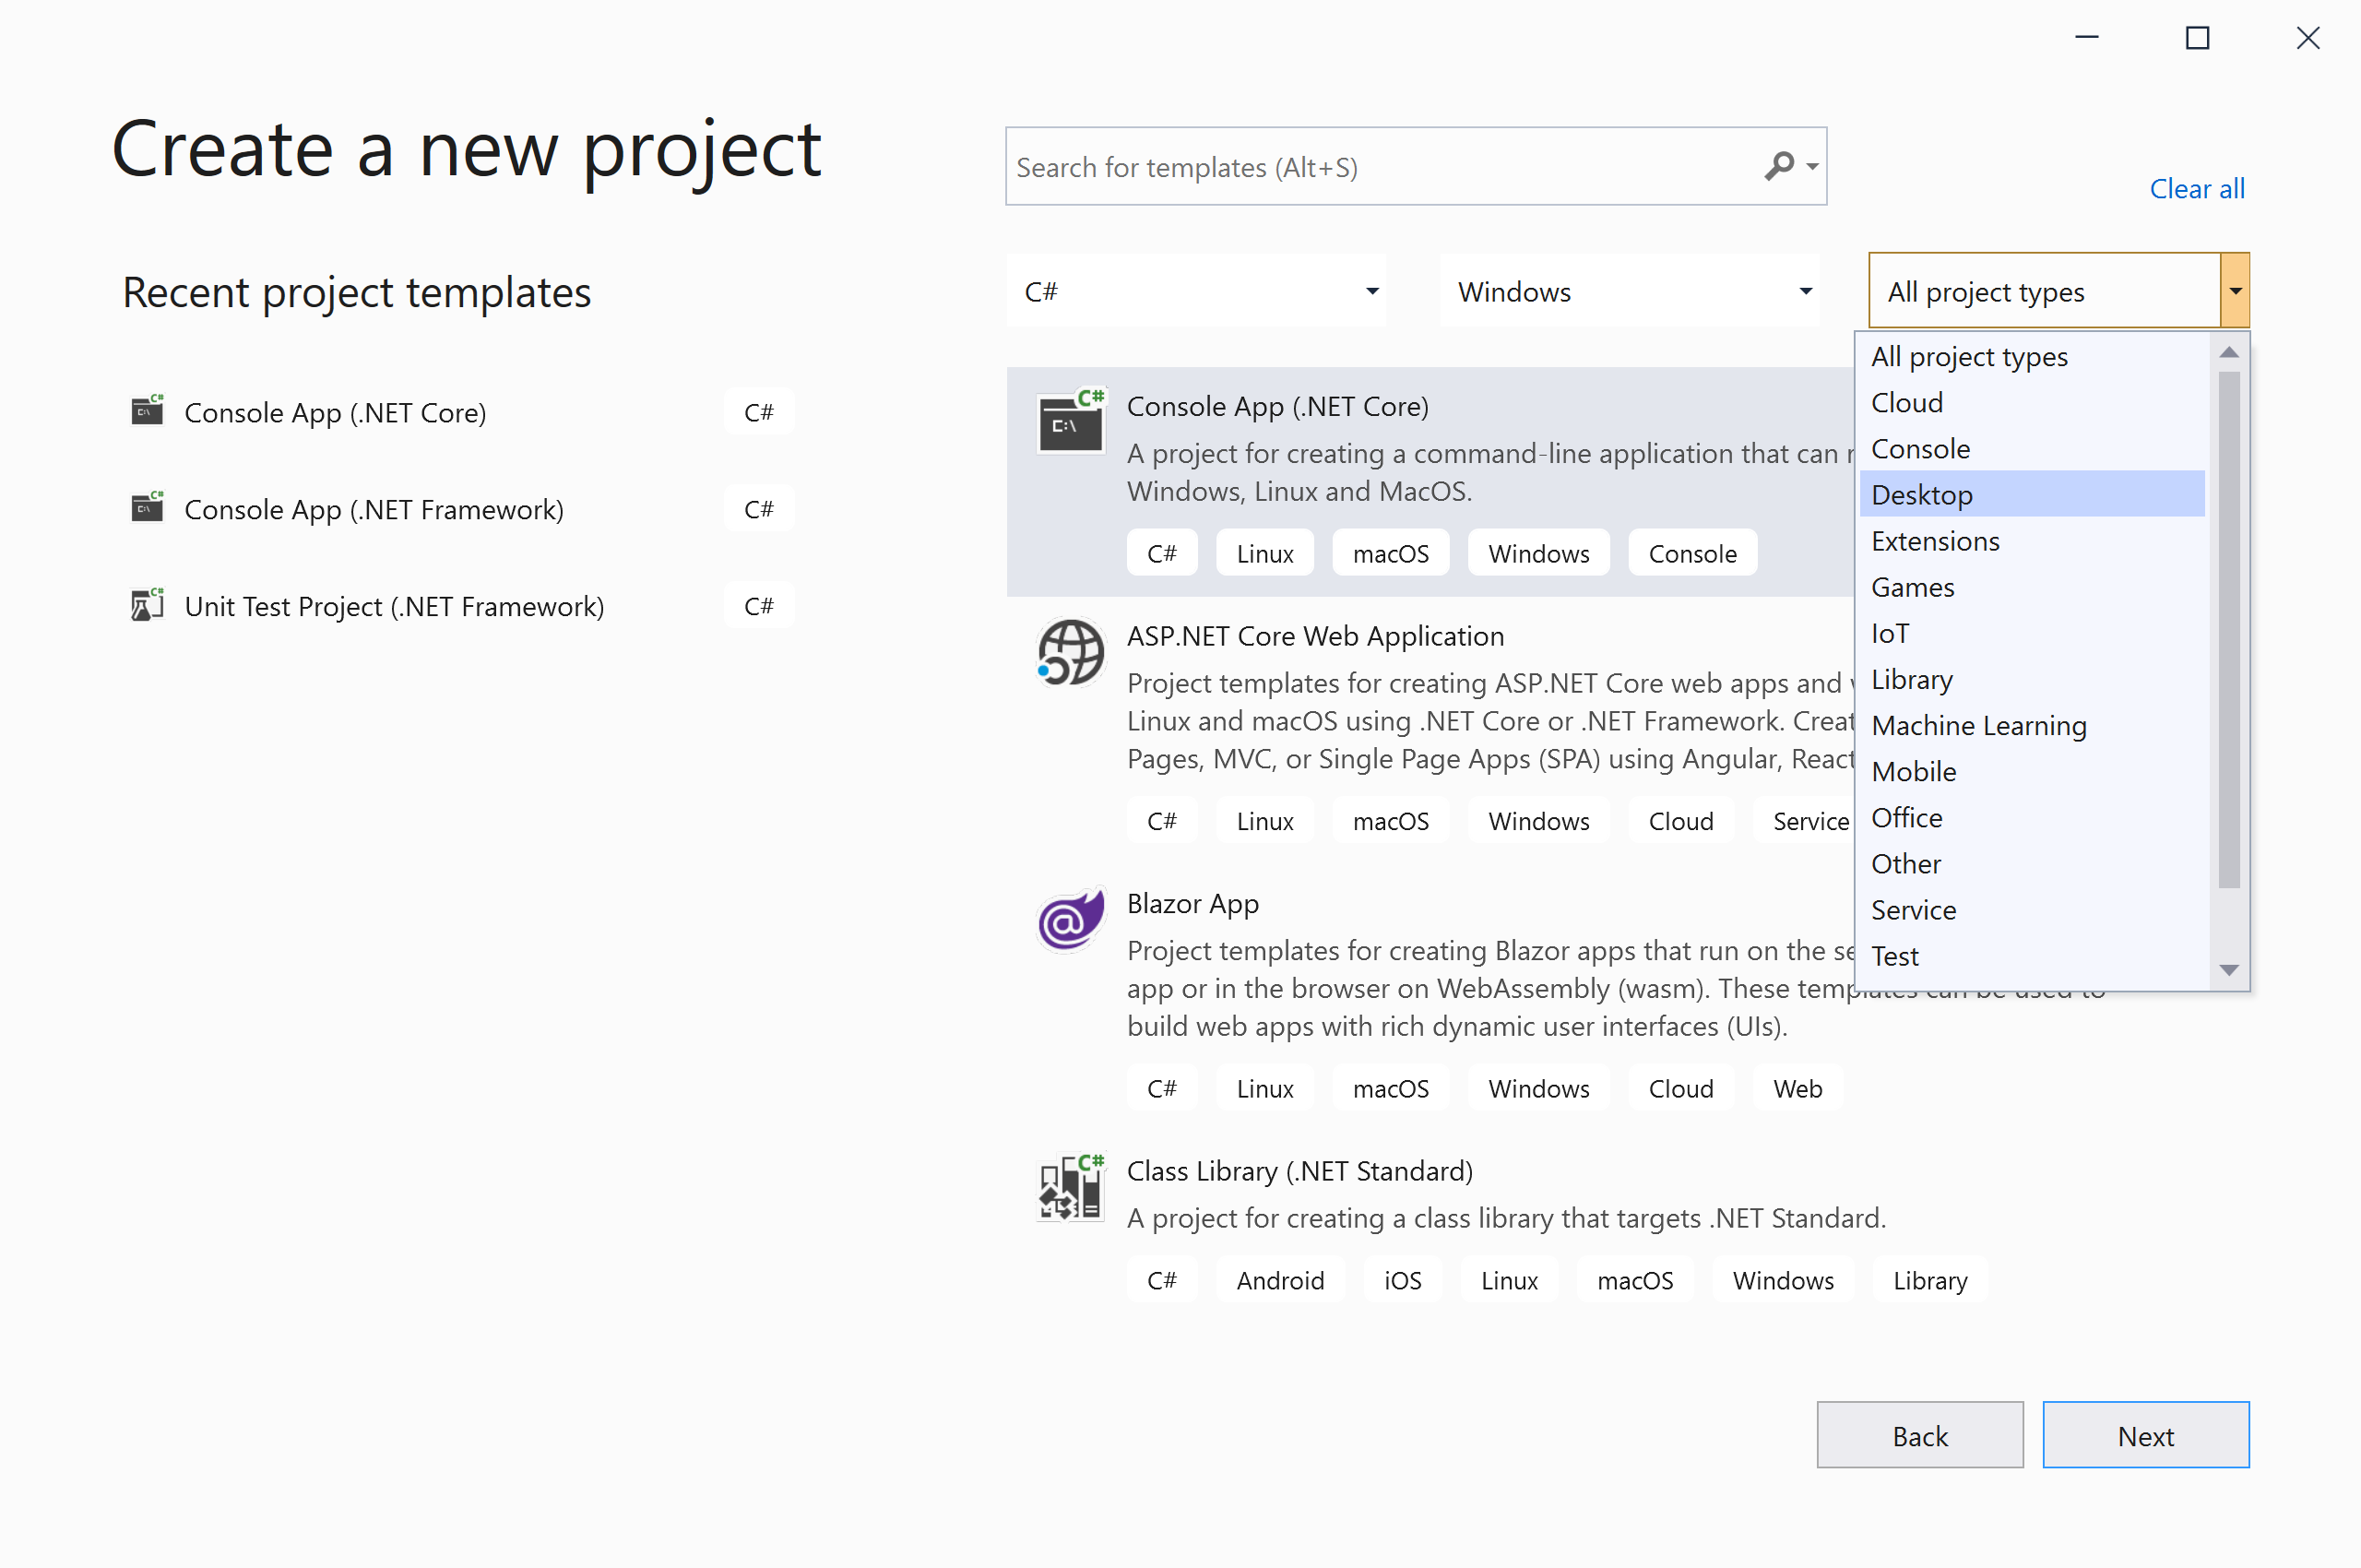 Create a new project
Search for templates (Alt+S)
Clear all
Recent project templates
C#
Windows
All project types
Console App (.NET Core) C#
Console App (.NET Framework) C#
Unit Test Project (.NET Framework) C#
C#
C:\
Console App (.NET Core)
A project for creating a command-line application that can
Windows, Linux and MacOS.
C# Linux macOS Windows Console
ASP.NET Core Web Application
Project templates for creating ASP.NET Core web apps and
Linux and macOS using .NET Core or .NET Framework. Creat
Pages, MVC, or Single Page Apps (SPA) using Angular, React
C# Linux macOS Windows Cloud Service
Blazor App
Project templates for creating Blazor apps that run on the se
app or in the browser on WebAssembly (wasm). These templates can be used to
build web apps with rich dynamic user interfaces (UIs).
C# Linux macOS Windows Cloud Web
C#
Class Library (.NET Standard)
A project for creating a class library that targets .NET Standard.
C# Android iOS Linux macOS Windows Library
All project types
Cloud
Console
Desktop
Extensions
Games
IoT
Library
Machine Learning
Mobile
Office
Other
Service
Test
Back
Next